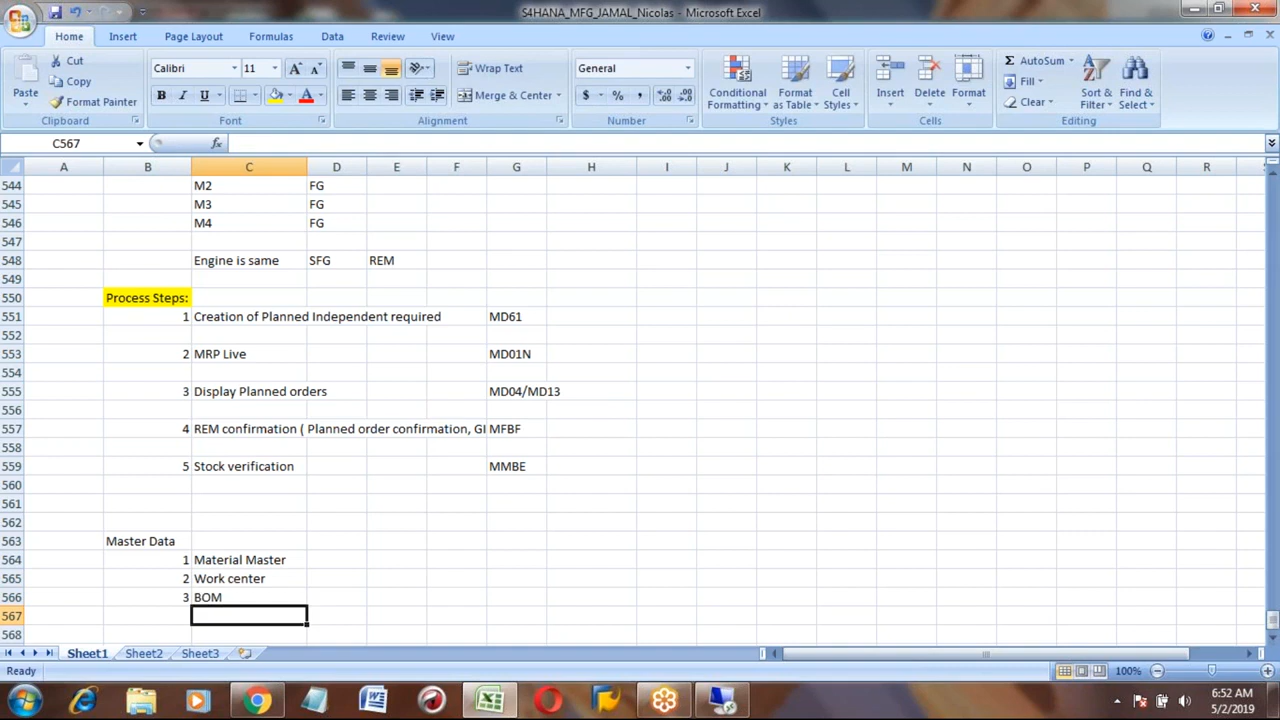 S4HANA_MFG_JAMAL_Nicolas - Microsoft Excel
Home Insert Page Layout Formulas Data Review View
Paste Cut Copy Format Painter Clipboard
Calibri 11 A A B I U A Font
Wrap Text Merge & Center Alignment
General $ % , .0 .00 .00 .0 Number
Conditional Formatting Format as Table Cell Styles Styles
Insert Delete Format Cells
Σ AutoSum Fill Clear Sort & Filter Find & Select Editing
C567 fx
A B C D E F G H I J K L M N O P Q R
544 M2 FG
545 M3 FG
546 M4 FG
547
548 Engine is same SFG REM
549
550 Process Steps:
551 1 Creation of Planned Independent required MD61
552
553 2 MRP Live MD01N
554
555 3 Display Planned orders MD04/MD13
556
557 4 REM confirmation ( Planned order confirmation, GI MFBF
558
559 5 Stock verification MMBE
560
561
562
563 Master Data
564 1 Material Master
565 2 Work center
566 3 BOM
567
568
Sheet1 Sheet2 Sheet3
Ready 100%
6:52 AM
5/2/2019